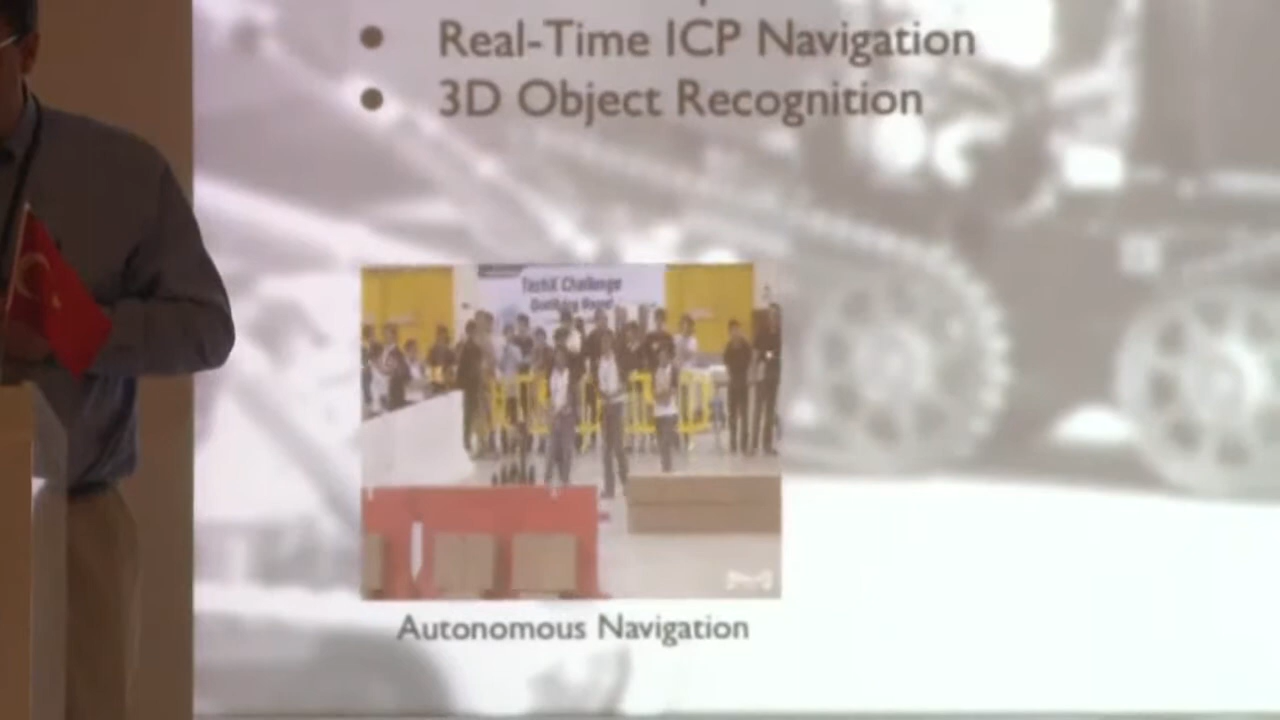 Real-Time ICP Navigation
3D Object Recognition
TechX Challenge
Autonomous Navigation